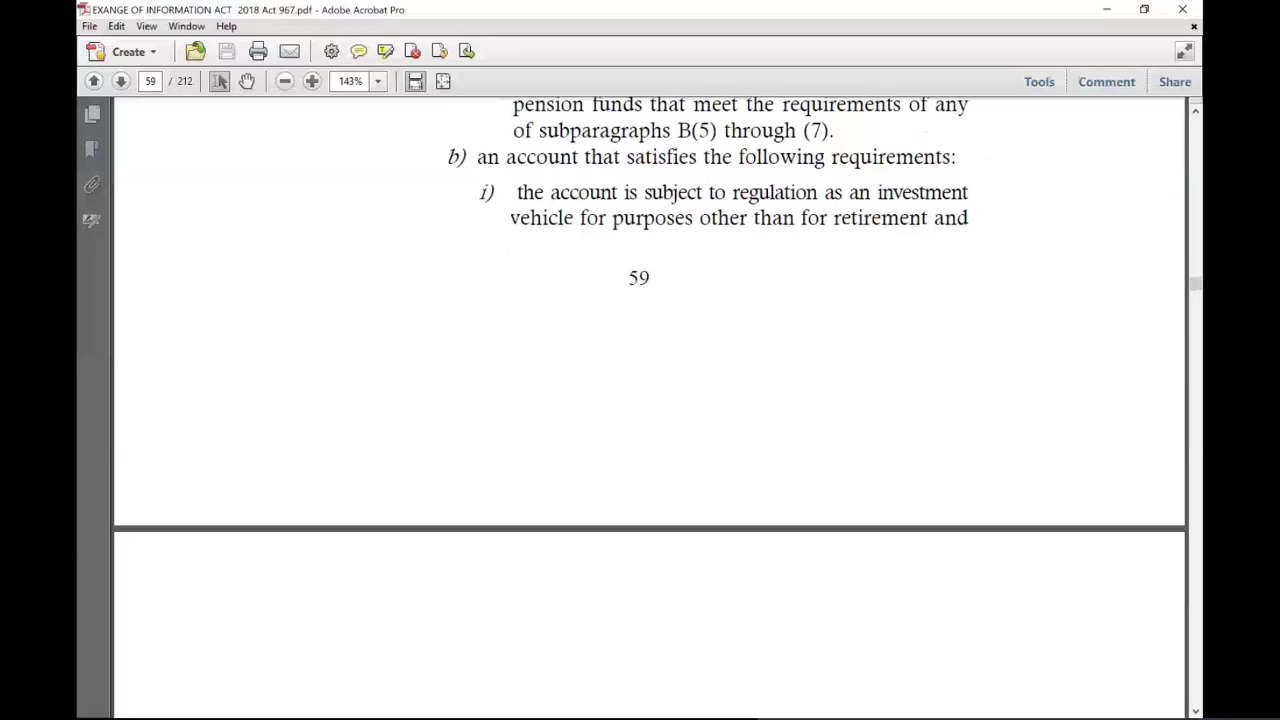 EXANGE OF INFORMATION ACT 2018 Act 967.pdf - Adobe Acrobat Pro
File Edit View Window Help
Create
59 / 212 143% Tools Comment Share
pension funds that meet the requirements of any
of subparagraphs B(5) through (7).
b) an account that satisfies the following requirements:
i) the account is subject to regulation as an investment
vehicle for purposes other than for retirement and
59